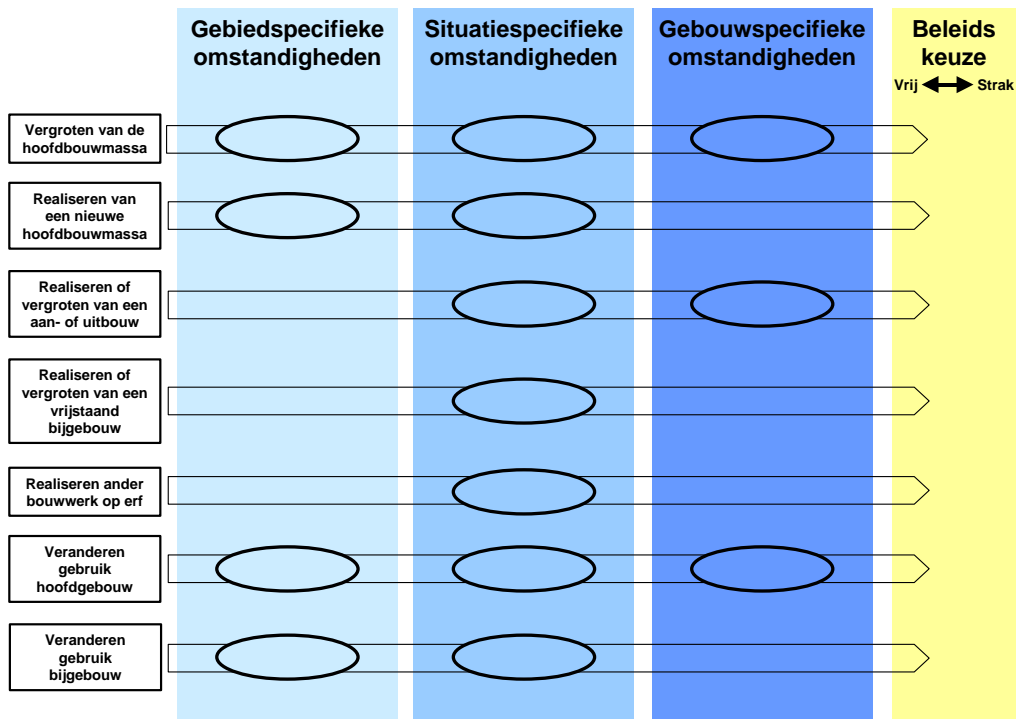 Gebiedspecifieke
omstandigheden
Situatiespecifieke
omstandigheden
Gebouwspecifieke
omstandigheden
Beleids
keuze
Vrij Strak
Vergroten van de
hoofdbouwmassa
Realiseren van
een nieuwe
hoofdbouwmassa
Realiseren of
vergroten van een
aan- of uitbouw
Realiseren of
vergroten van een
vrijstaand
bijgebouw
Realiseren ander
bouwwerk op erf
Veranderen
gebruik
hoofdgebouw
Veranderen
gebruik
bijgebouw